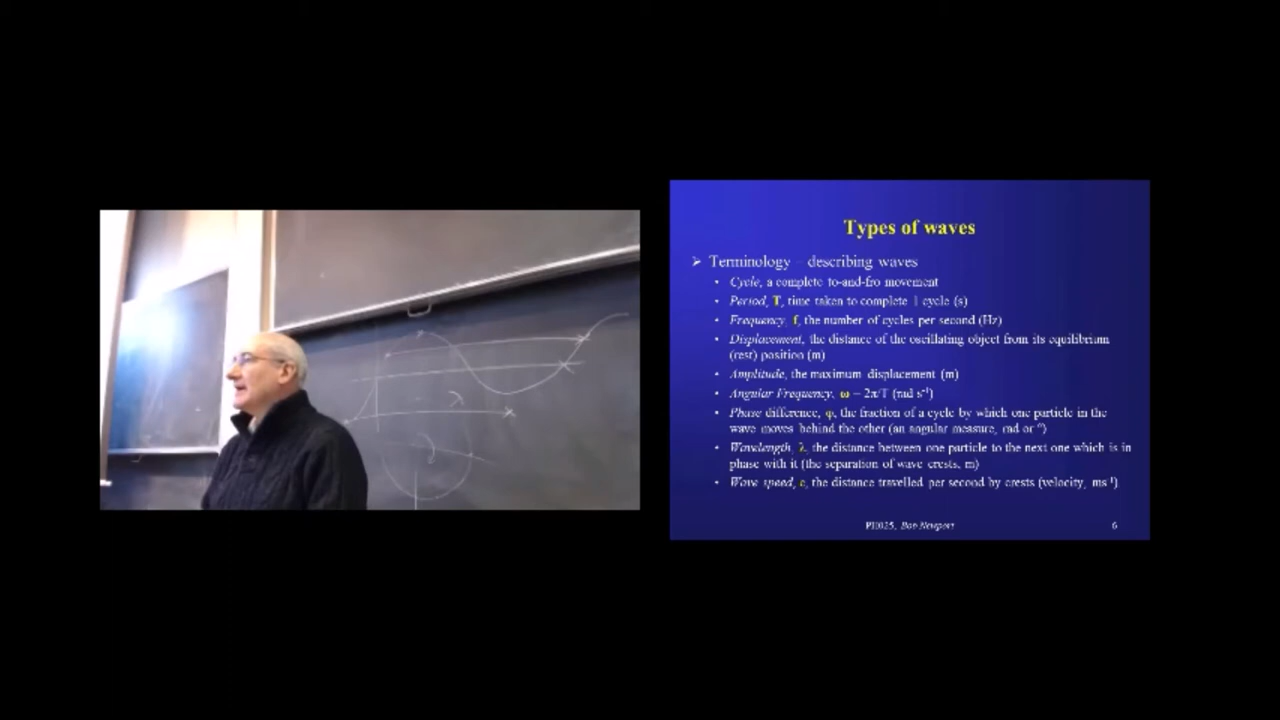 Types of waves
➢ Terminology – describing waves
• Cycle, a complete to-and-fro movement
• Period, T, time taken to complete 1 cycle (s)
• Frequency, f, the number of cycles per second (Hz)
• Displacement, the distance of the oscillating object from its equilibrium
(rest) position (m)
• Amplitude, the maximum displacement (m)
• Angular Frequency, ω = 2π/T (rad s⁻¹)
• Phase difference, φ, the fraction of a cycle by which one particle in the
wave moves behind the other (an angular measure, rad or °)
• Wavelength, λ, the distance between one particle to the next one which is in
phase with it (the separation of wave crests, m)
• Wave speed, c, the distance travelled per second by crests (velocity, ms⁻¹)
PH025, Bob Newport 6